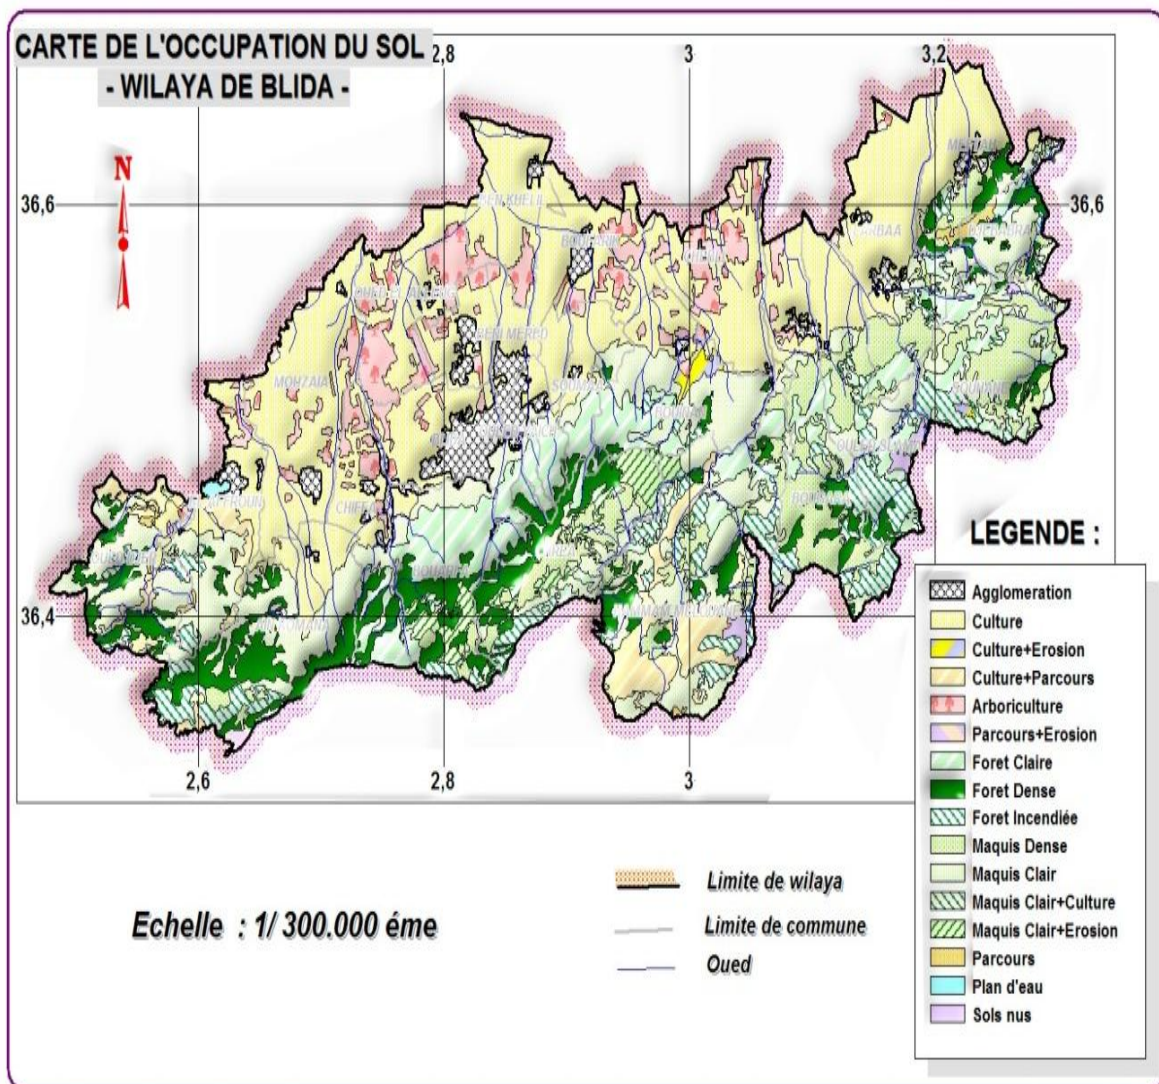 CARTE DE L'OCCUPATION DU SOL
- WILAYA DE BLIDA -
2,8
3
3,2
N
36,6
36,6
MEFTAH
BEN KHELIL
BOUFARIK
LARBAA
BENI MERED
MOUZAIA
SOUMAA
CHIFFA
36,4
2,6
2,8
3
LEGENDE :
Agglomeration
Culture
Culture+Erosion
Culture+Parcours
Arboriculture
Parcours+Erosion
Foret Claire
Foret Dense
Foret Incendiée
Maquis Dense
Maquis Clair
Maquis Clair+Culture
Maquis Clair+Erosion
Parcours
Plan d'eau
Sols nus
Limite de wilaya
Limite de commune
Oued
Echelle : 1/ 300.000 éme